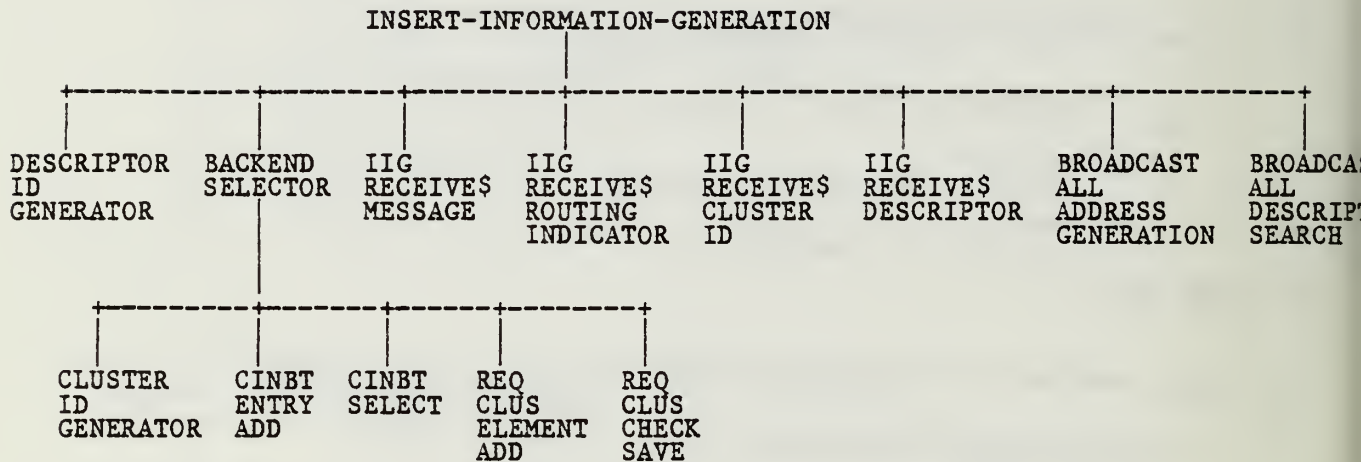 INSERT-INFORMATION-GENERATION
DESCRIPTOR
ID
GENERATOR
BACKEND
SELECTOR
IIG
RECEIVE$
MESSAGE
IIG
RECEIVE$
ROUTING
INDICATOR
IIG
RECEIVE$
CLUSTER
ID
IIG
RECEIVE$
DESCRIPTOR
BROADCAST
ALL
ADDRESS
GENERATION
ALL
SEARCH
CLUSTER
ID
GENERATOR
CINBT
ENTRY
ADD
CINBT
SELECT
REQ
CLUS
ELEMENT
ADD
REQ
CLUS
CHECK
SAVE